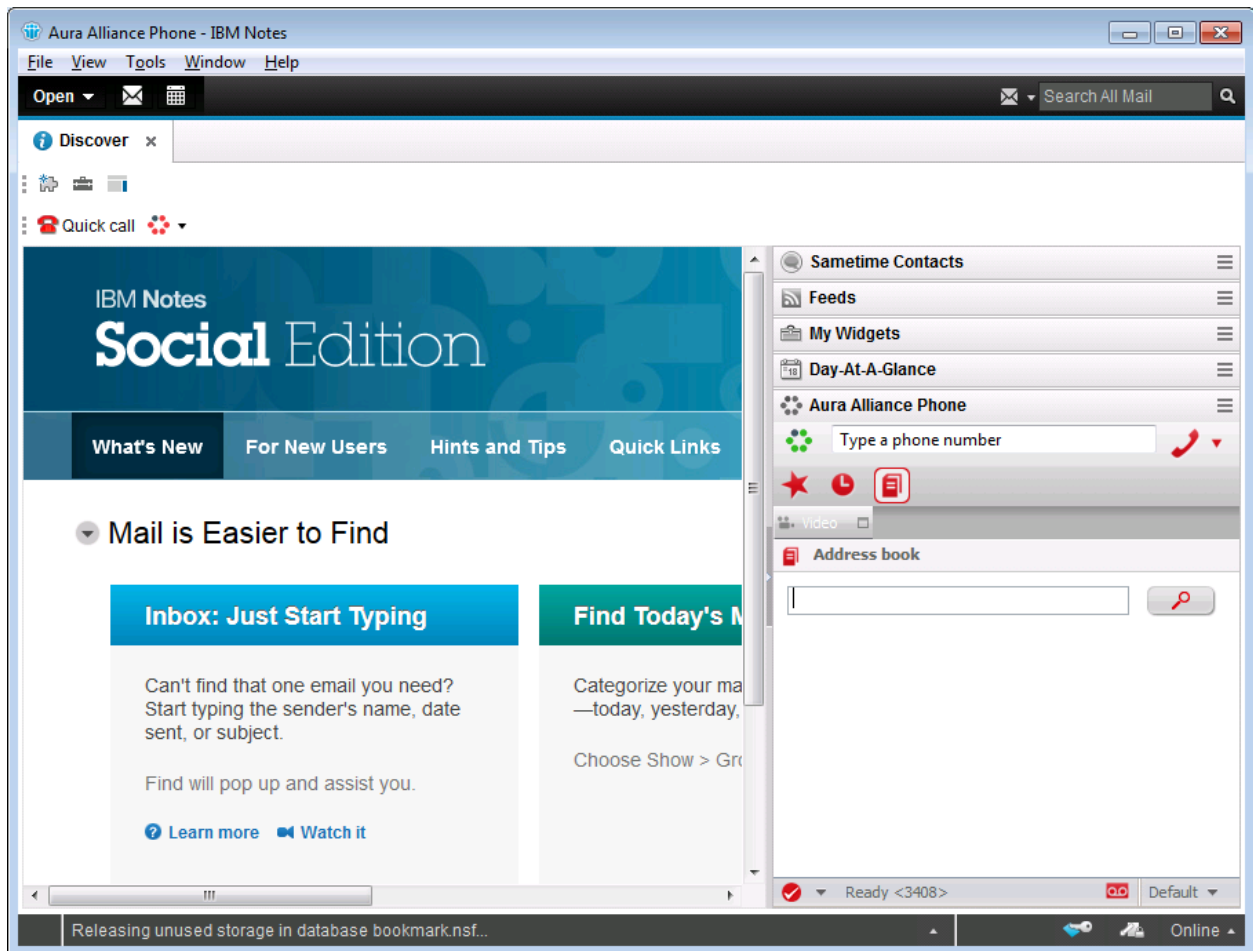 Aura Alliance Phone - IBM Notes
File View Tools Window Help
Open
Search All Mail
Discover
Quick call
IBM Notes
Social Edition
What's New For New Users Hints and Tips Quick Links
Mail is Easier to Find
Inbox: Just Start Typing
Can't find that one email you need?
Start typing the sender's name, date
sent, or subject.
Find will pop up and assist you.
Learn more Watch it
Find Today's M
Categorize your ma
—today, yesterday,
Choose Show > Gro
Sametime Contacts
Feeds
My Widgets
18
Day-At-A-Glance
Aura Alliance Phone
Type a phone number
Video
Address book
Ready <3408>
Default
Releasing unused storage in database bookmark.nsf...
Online